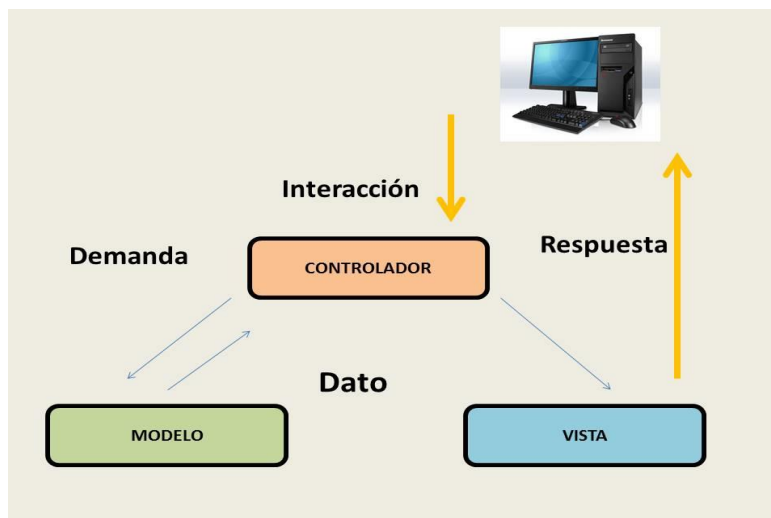 Interacción
Demanda
Respuesta
CONTROLADOR
Dato
MODELO
VISTA